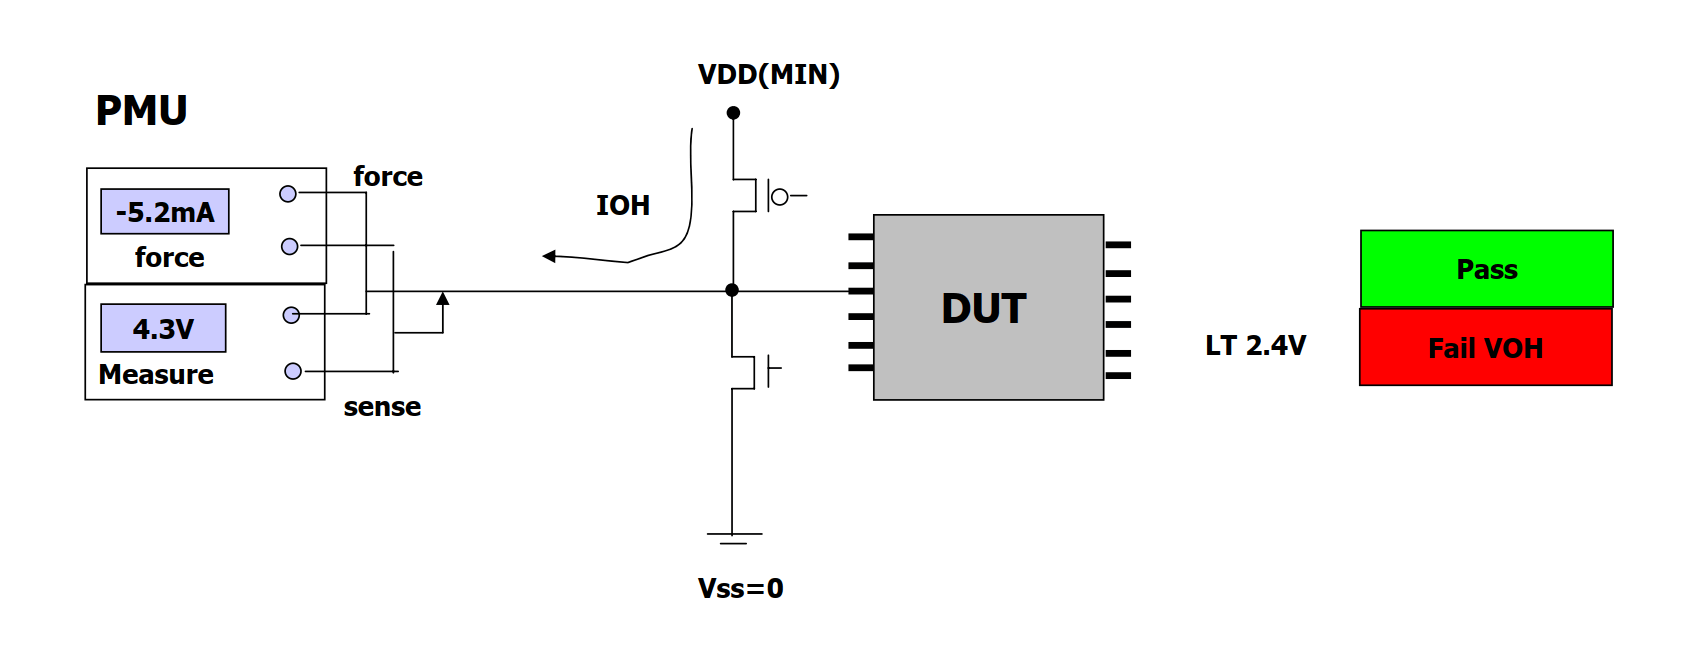 VDD(MIN)
PMU
force
-5.2mA
IOH
force
DUT
Pass
4.3V
LT 2.4V
Fail VOH
Measure
sense
Vss=0